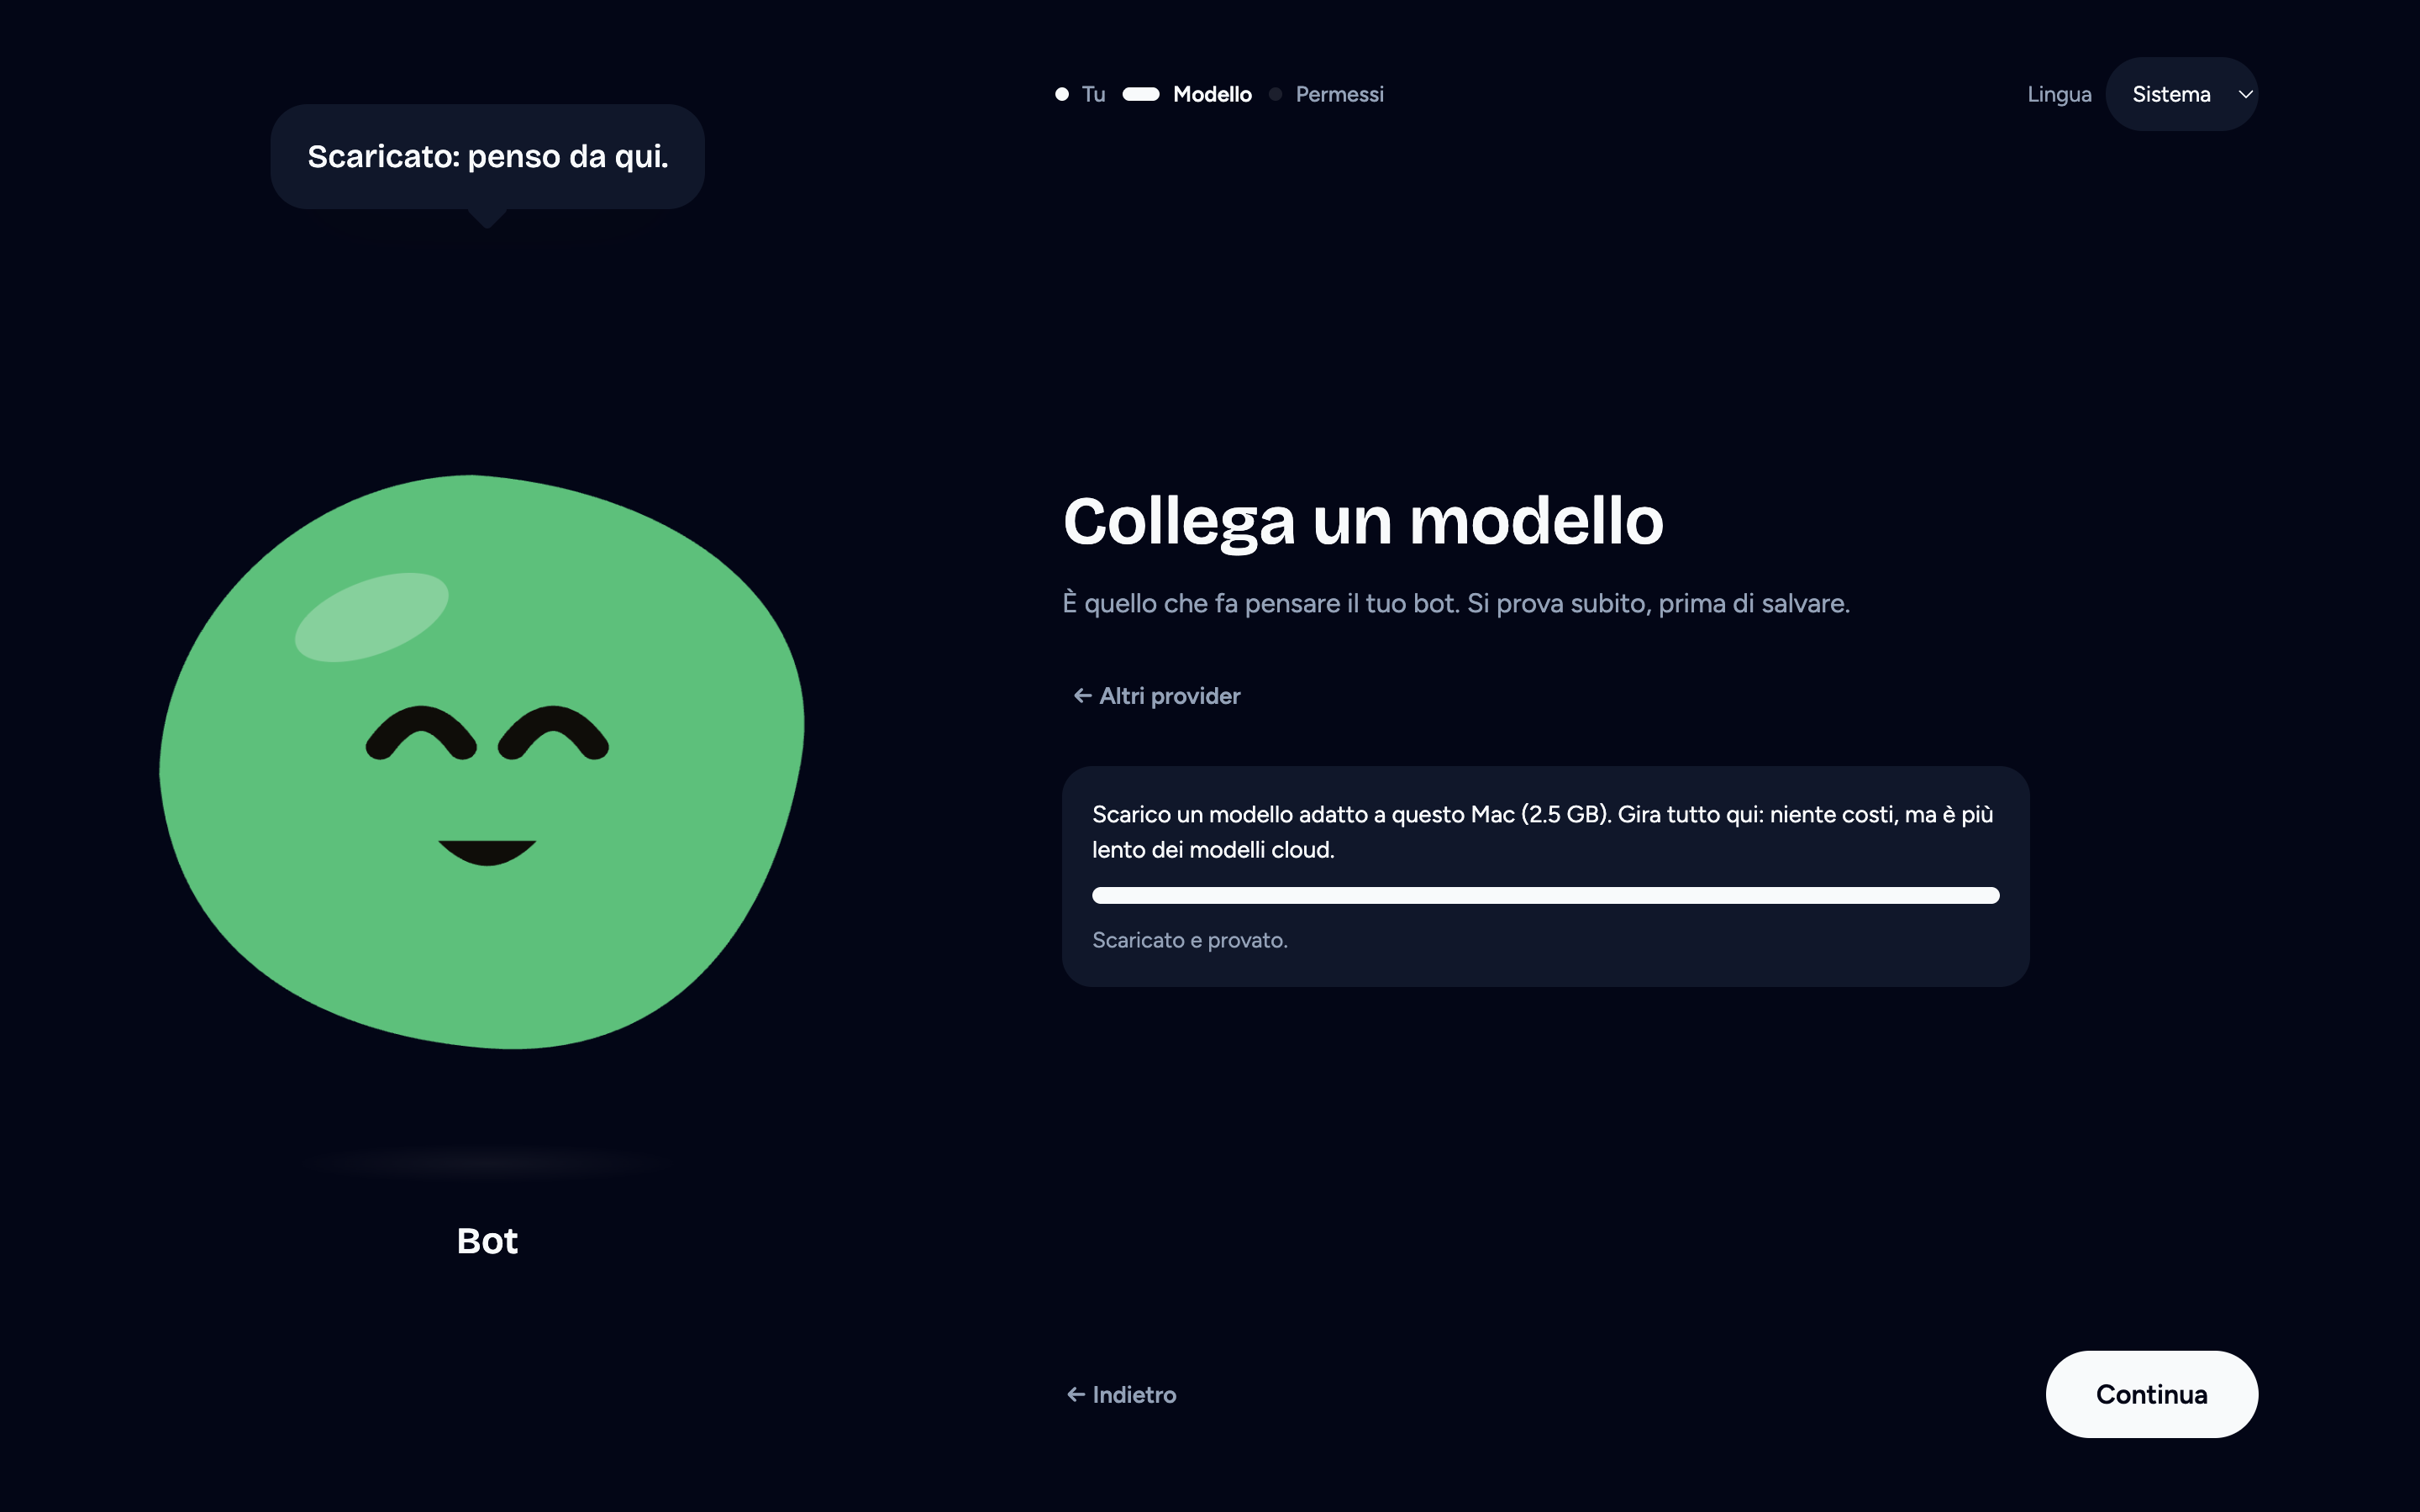 Tu
Modello
Permessi
Lingua
Sistema
Scaricato: penso da qui.
Collega un modello
È quello che fa pensare il tuo bot. Si prova subito, prima di salvare.
← Altri provider
Scarico un modello adatto a questo Mac (2.5 GB). Gira tutto qui: niente costi, ma è più
lento dei modelli cloud.
Scaricato e provato.
Bot
← Indietro
Continua